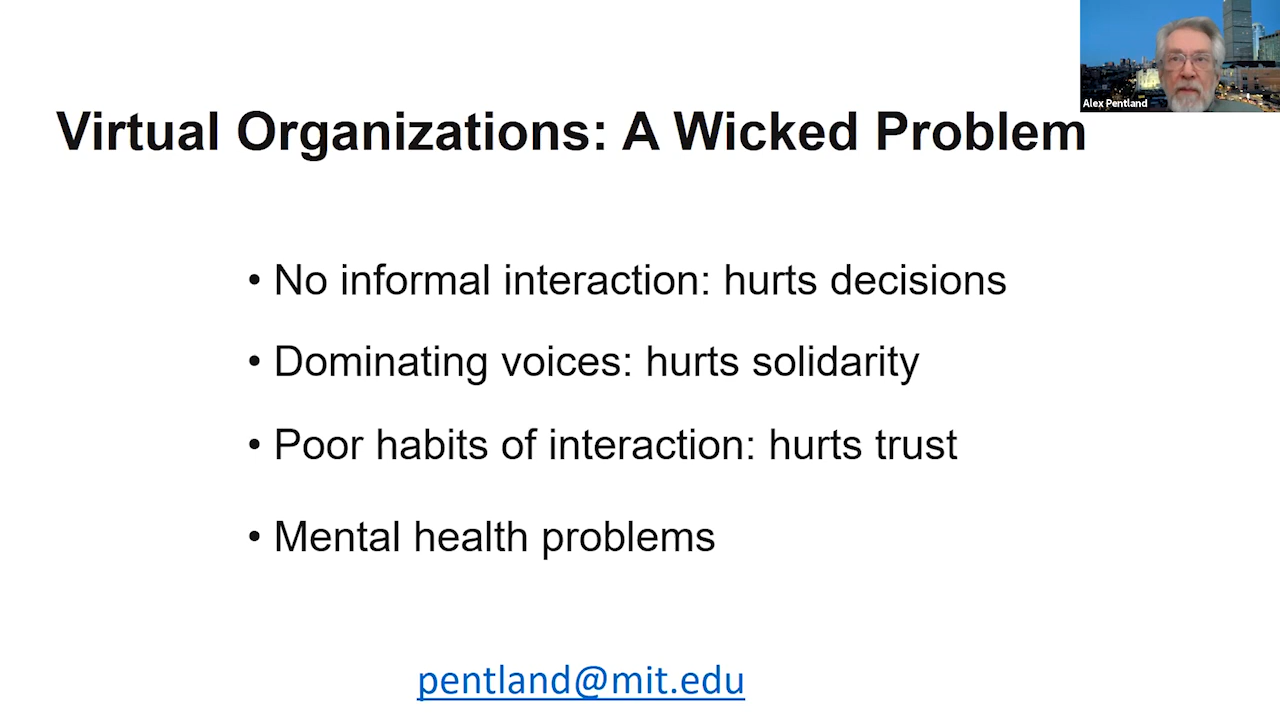 Alex Pentland
Virtual Organizations: A Wicked Problem
• No informal interaction: hurts decisions
• Dominating voices: hurts solidarity
• Poor habits of interaction: hurts trust
• Mental health problems
pentland@mit.edu